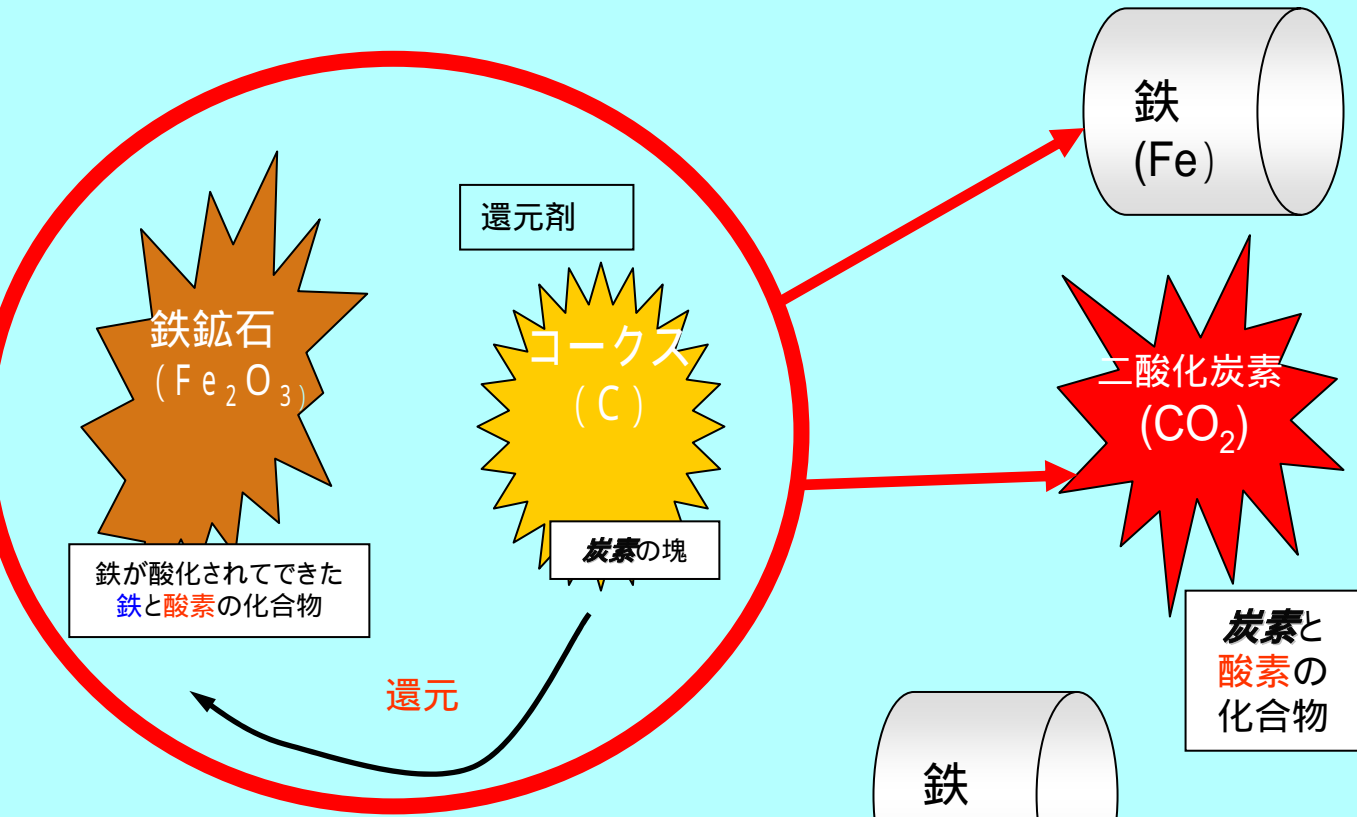 還元剤
鉄鉱石
（Fe₂O₃）
コークス
（C）
炭素の塊
鉄が酸化されてできた
鉄と酸素の化合物
還元
鉄
(Fe）
二酸化炭素
(CO₂)
炭素と
酸素の
化合物
鉄